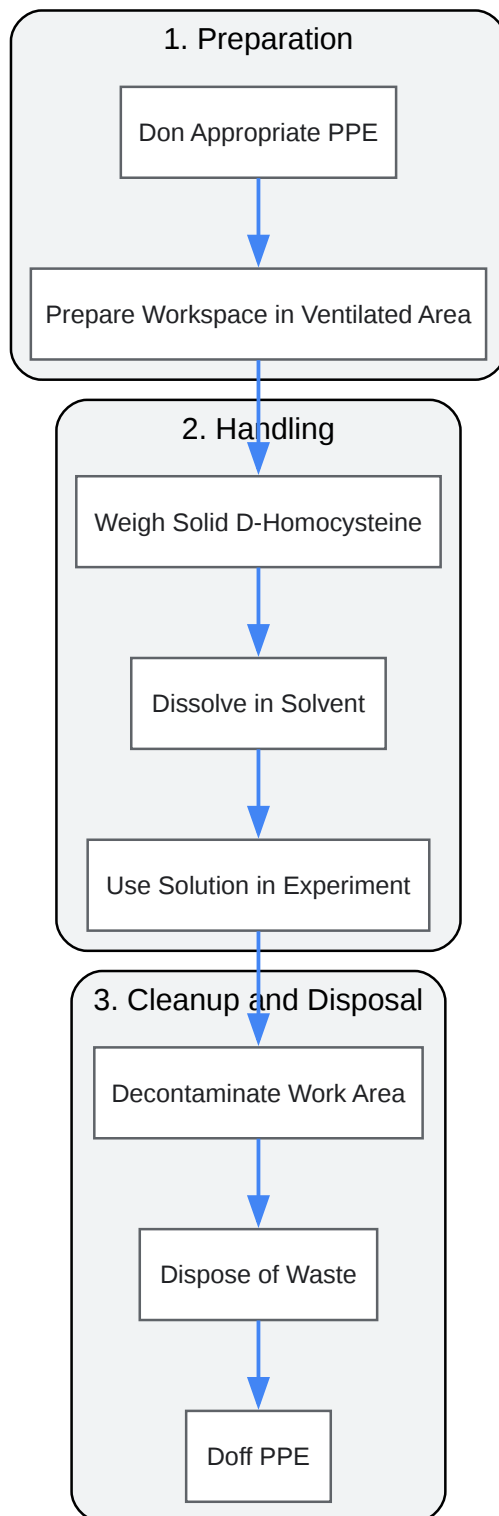 1. Preparation
Don Appropriate PPE
Prepare Workspace in Ventilated Area
2. Handling
Weigh Solid D-Homocysteine
Dissolve in Solvent
Use Solution in Experiment
3. Cleanup and Disposal
Decontaminate Work Area
Dispose of Waste
Doff PPE